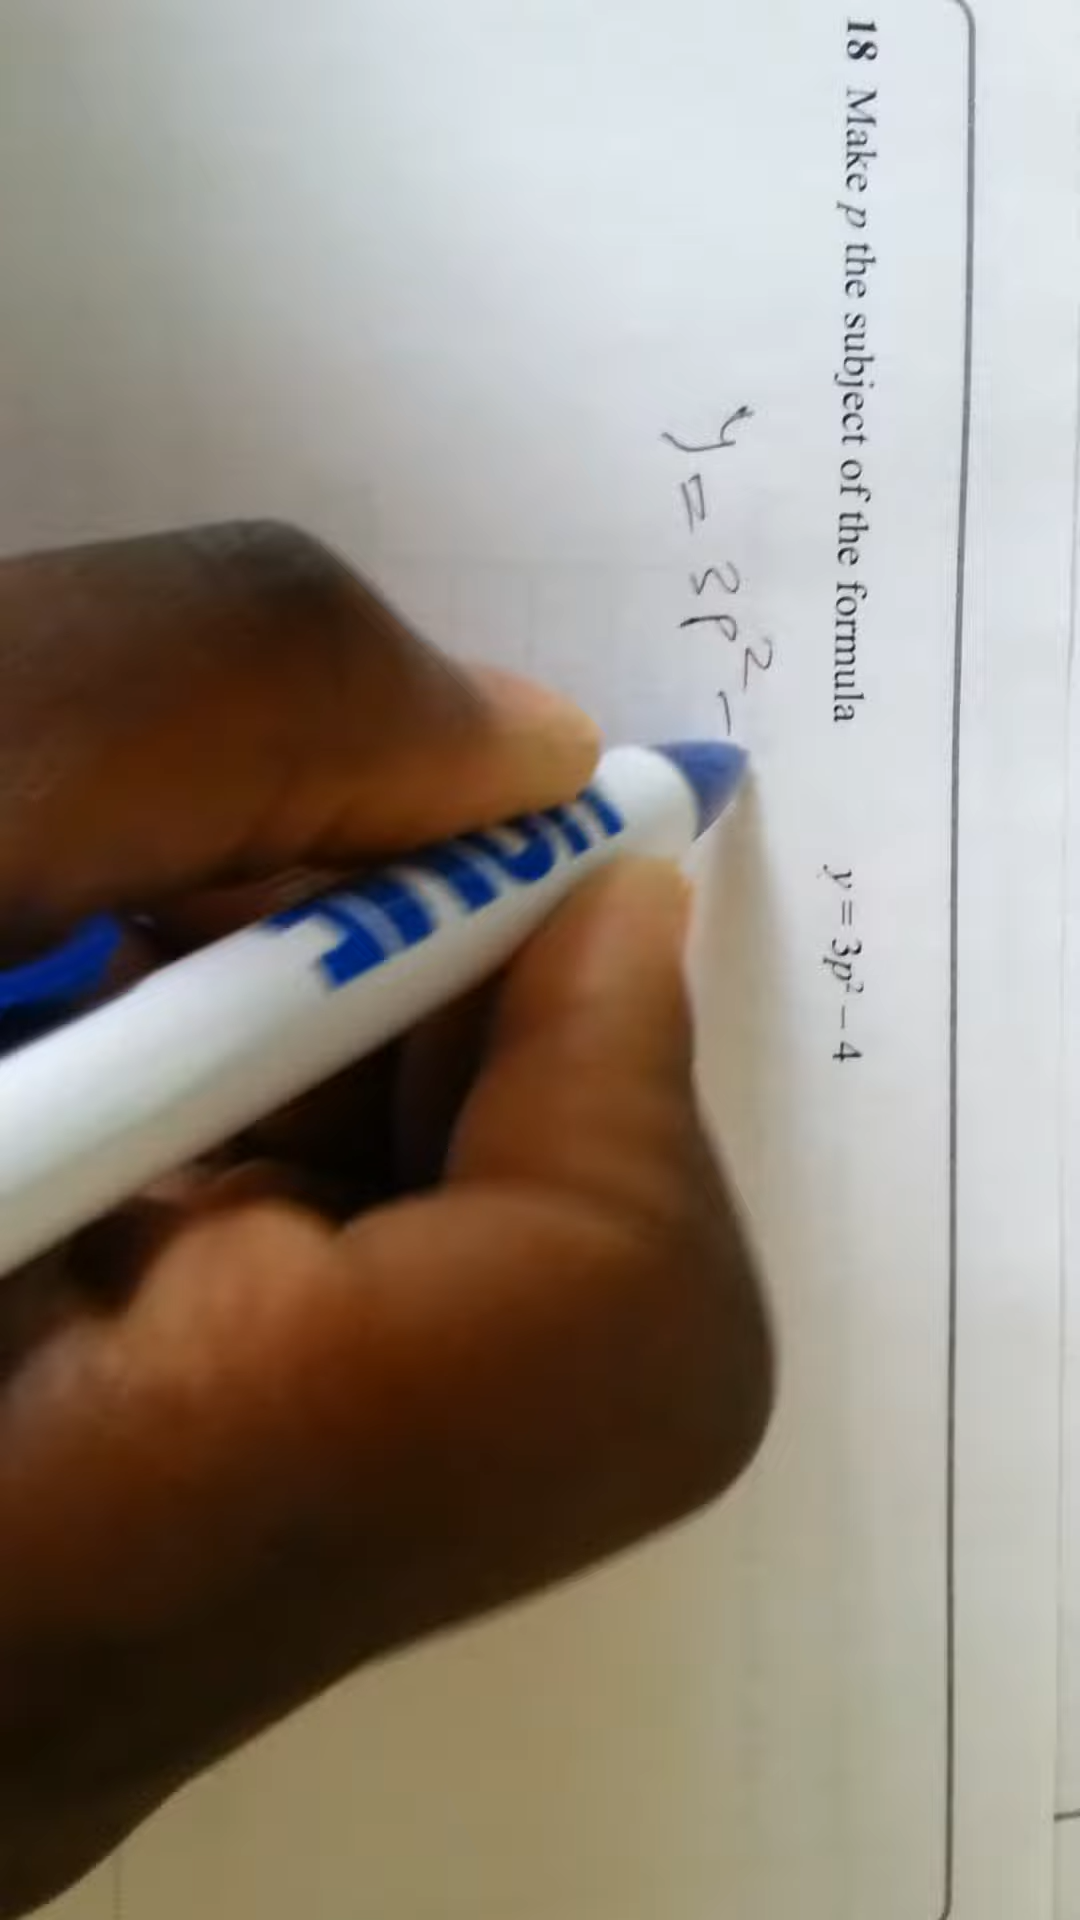 18 Make p the subject of the formula y = 3p² – 4
y = 3p² –